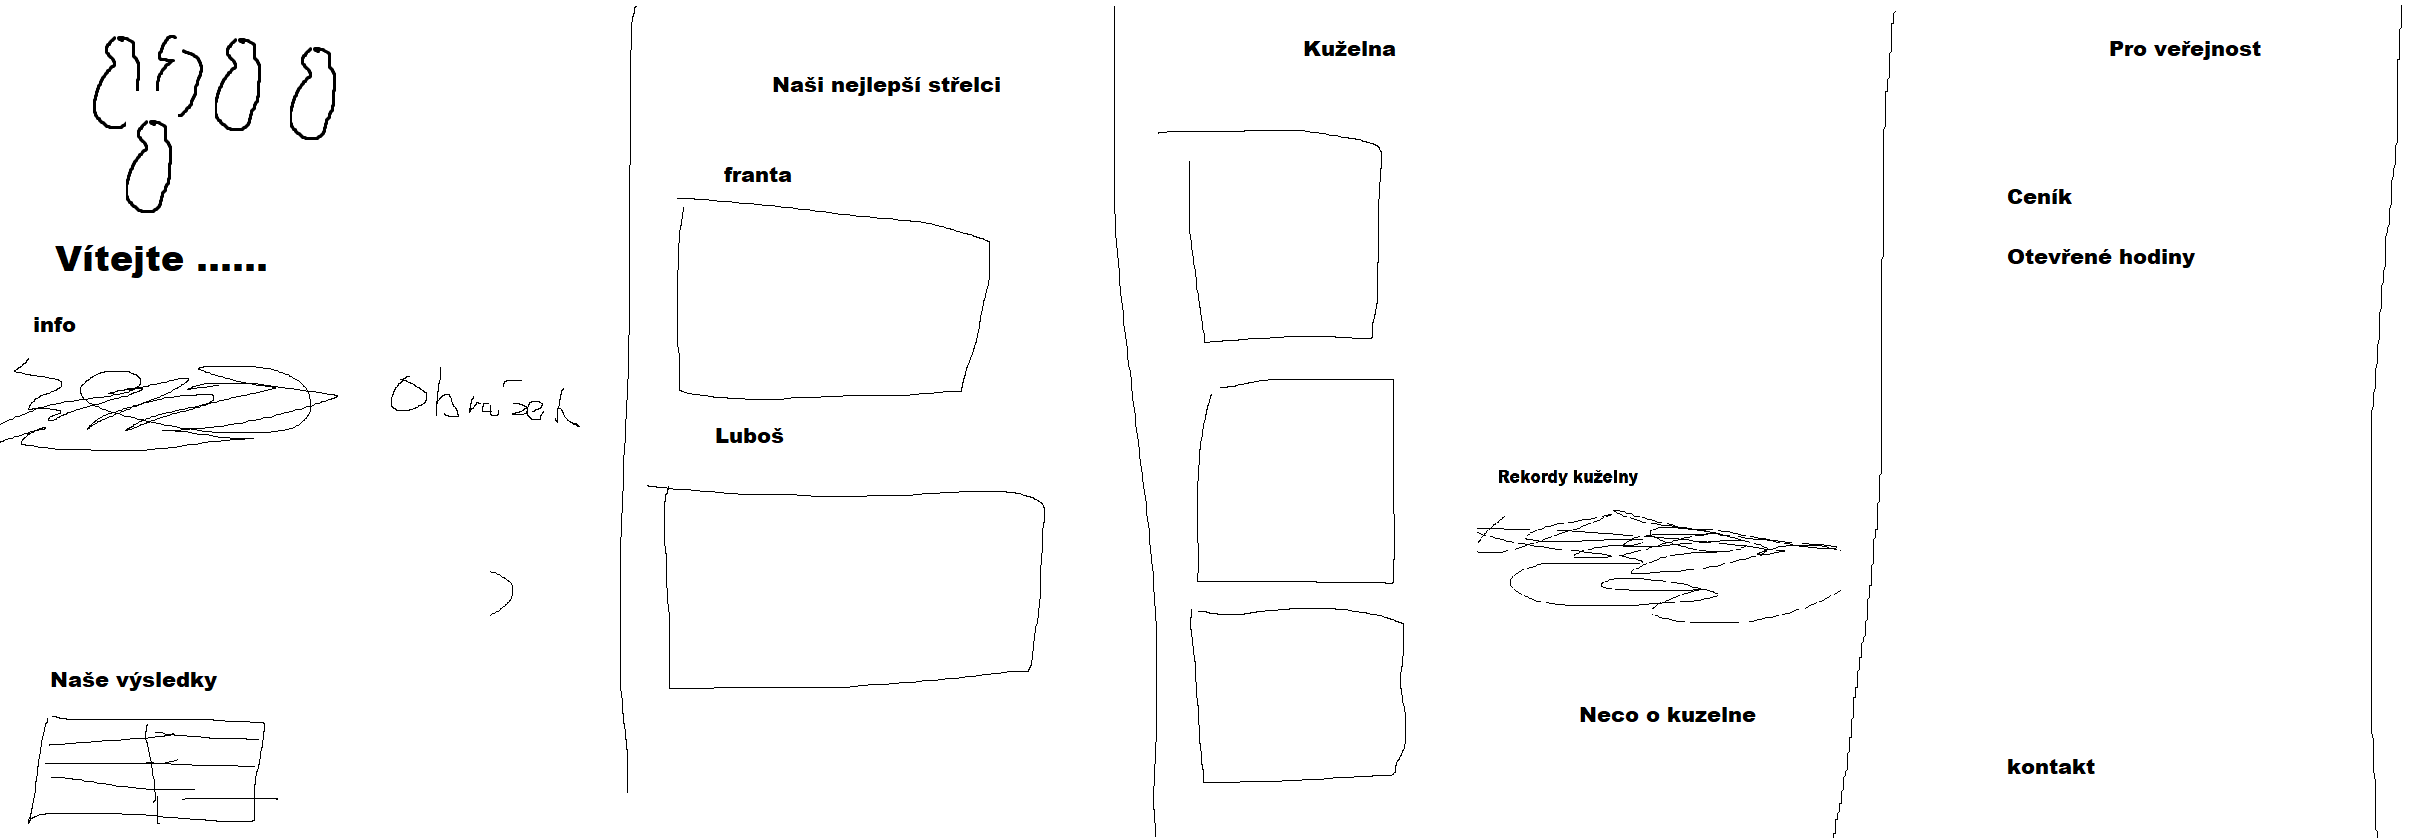 Vítejte ......
info
Obrázek
Naše výsledky
Naši nejlepší střelci
franta
Luboš
Kuželna
Rekordy kuželny
Neco o kuzelne
Pro veřejnost
Ceník
Otevřené hodiny
kontakt